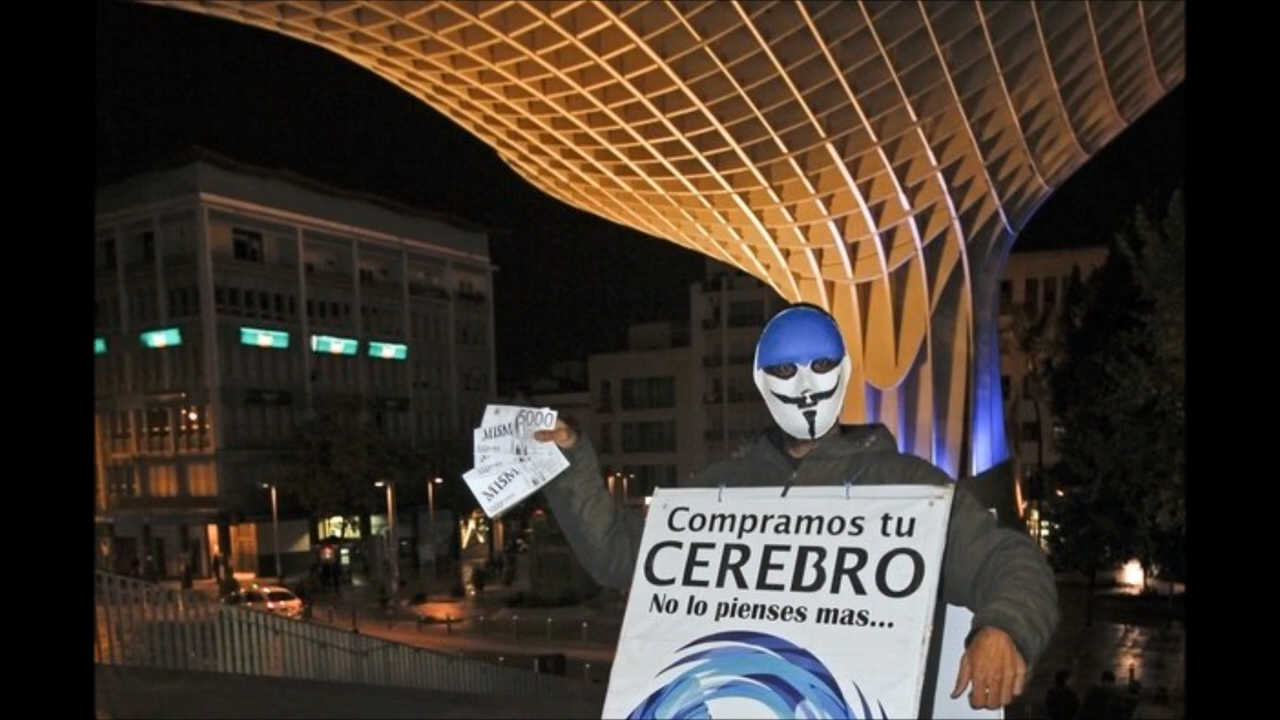 5000
MISM
MISM
Compramos tu
CEREBRO
No lo pienses mas...